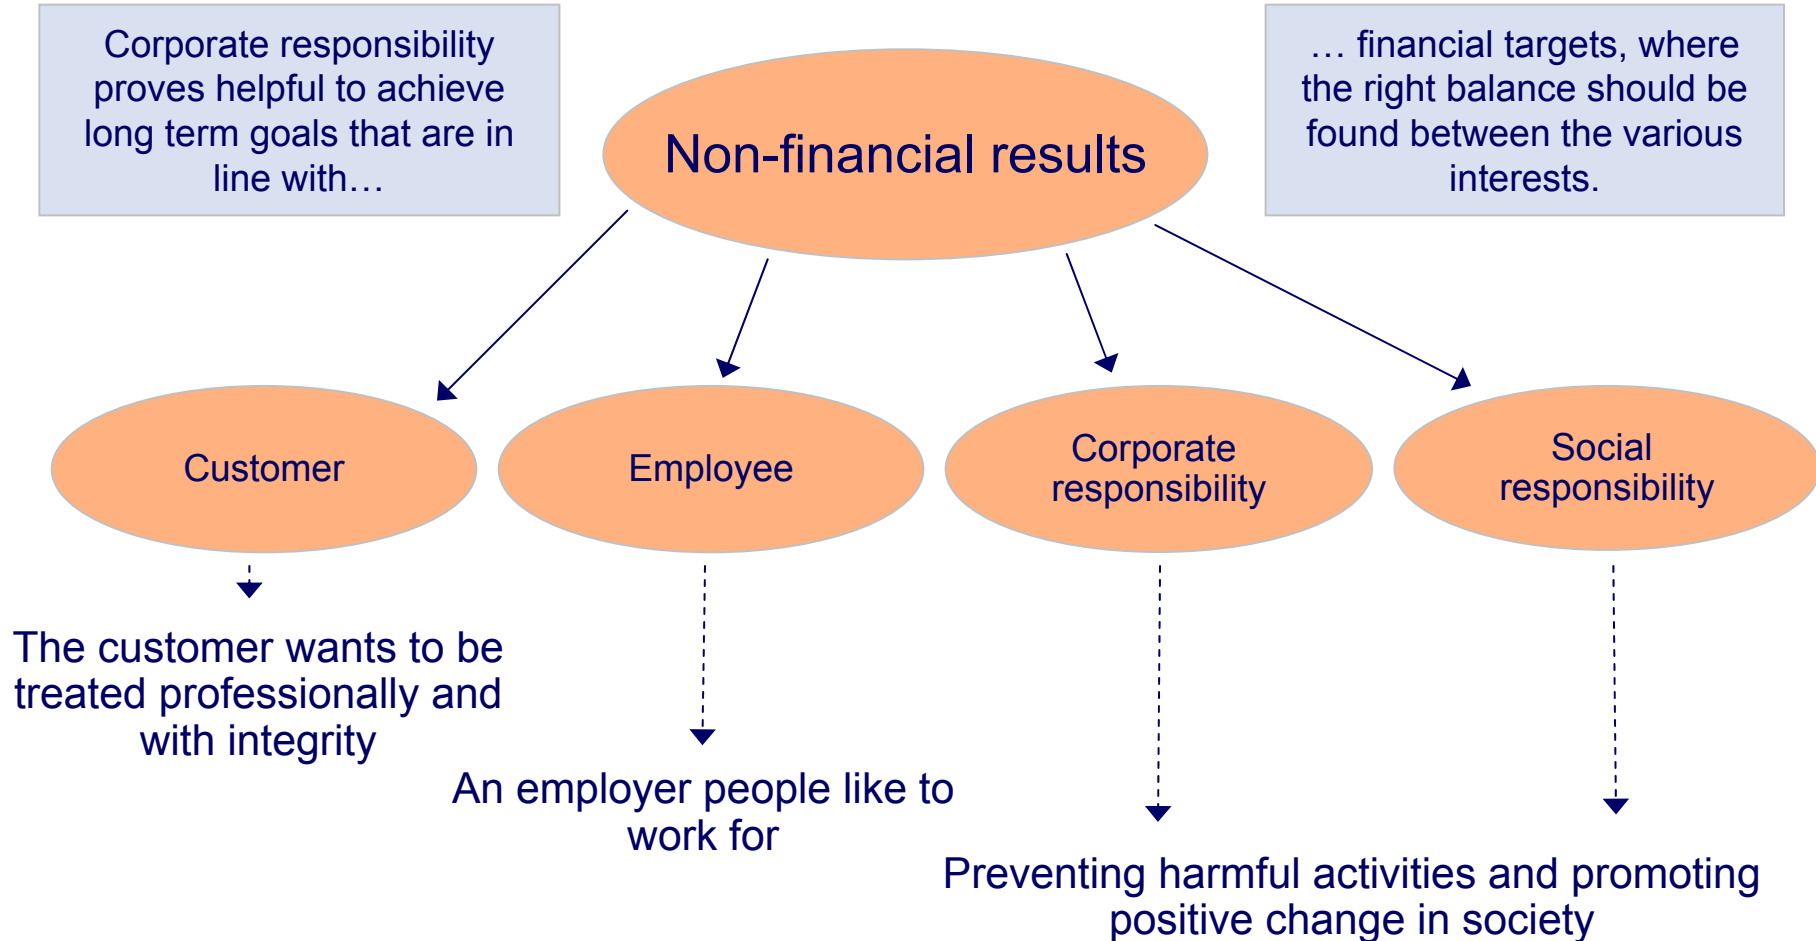 Corporate responsibility
proves helpful to achieve
long term goals that are in
line with…
Non-financial results
… financial targets, where
the right balance should be
found between the various
interests.
Customer
Employee
Corporate
responsibility
Social
responsibility
The customer wants to be
treated professionally and
with integrity
An employer people like to
work for
Preventing harmful activities and promoting
positive change in society